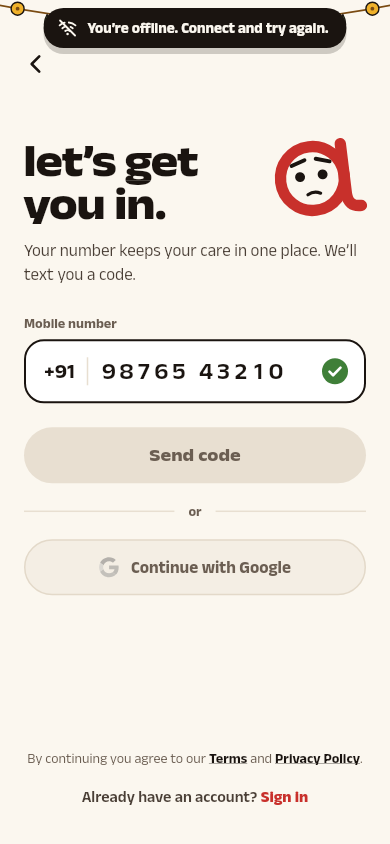 You're offline. Connect and try again.
let's get
you in.
Your number keeps your care in one place. We'll
text you a code.
Mobile number
+91 98765 43210
Send code
or
Continue with Google
By continuing you agree to our Terms and Privacy Policy.
Already have an account? Sign in